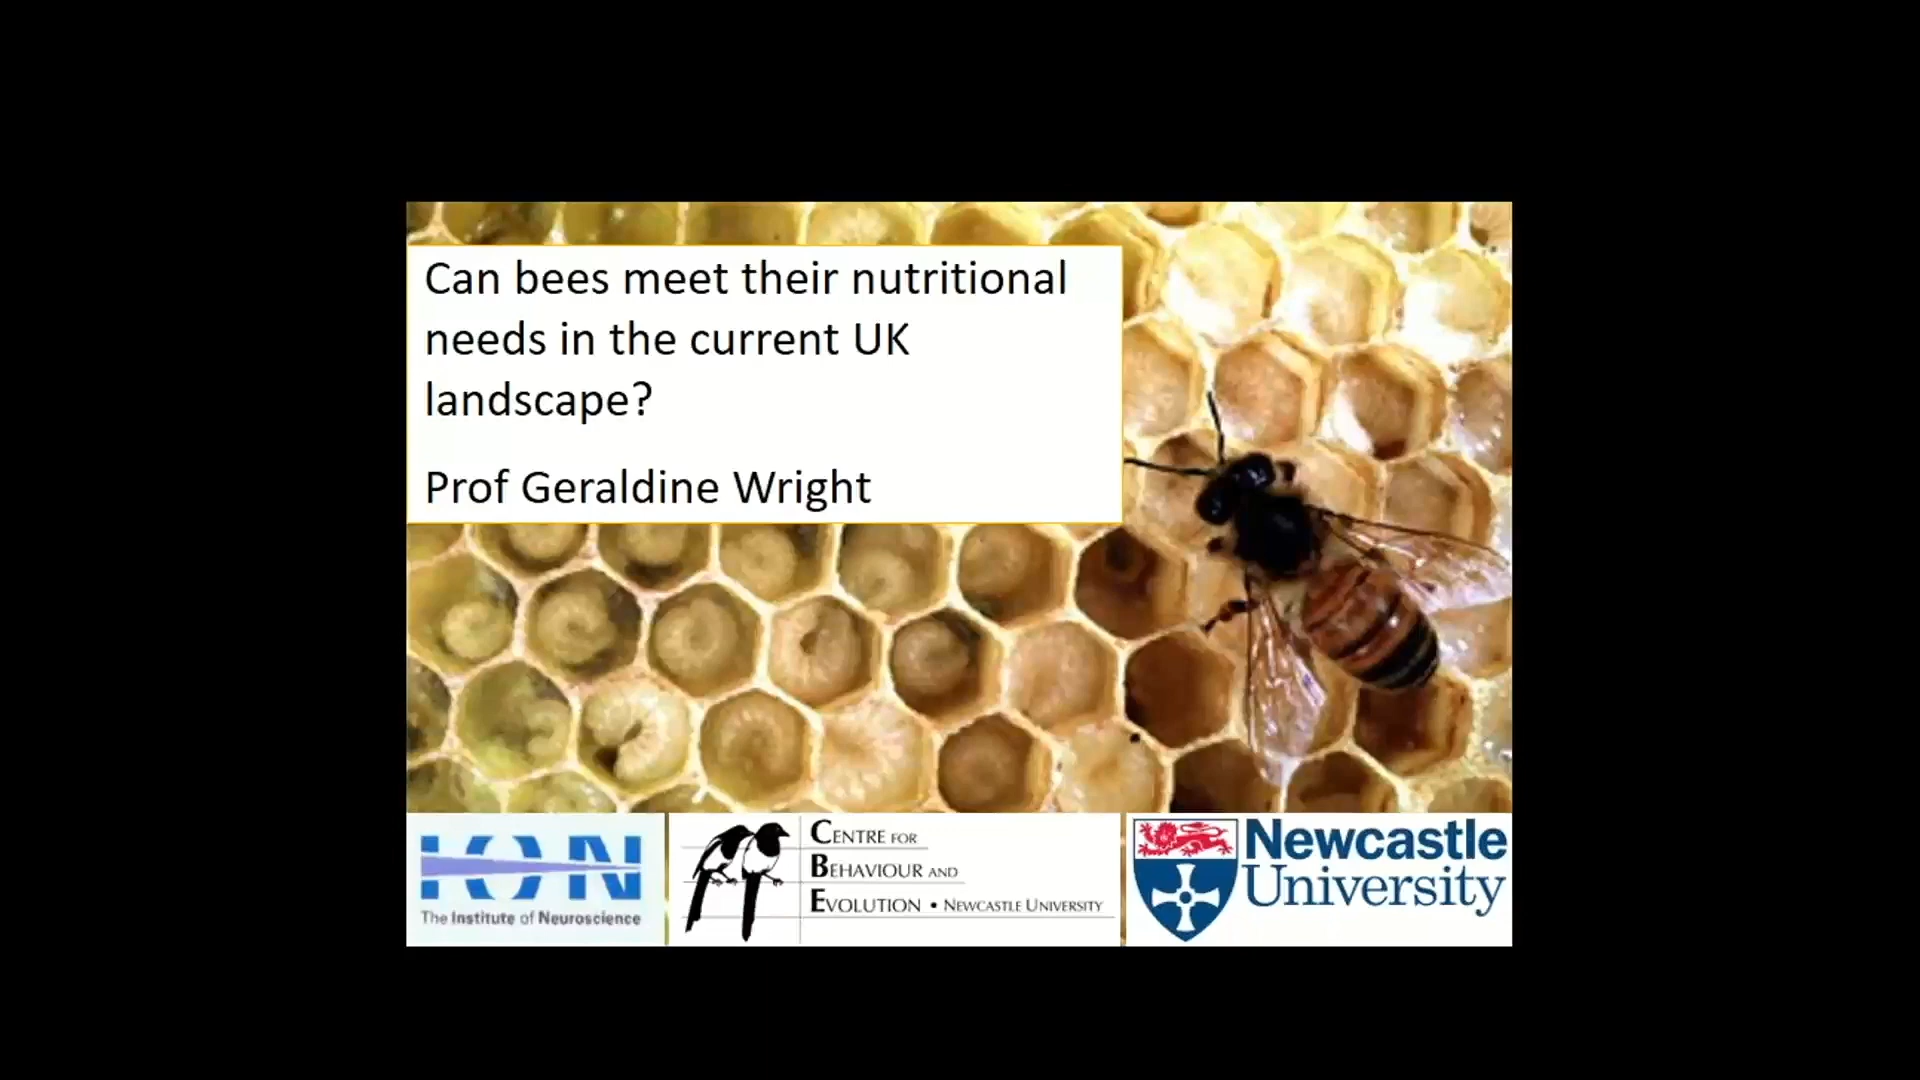 Can bees meet their nutritional
needs in the current UK
landscape?
Prof Geraldine Wright
ION
The Institute of Neuroscience
CENTRE FOR
BEHAVIOUR AND
EVOLUTION • NEWCASTLE UNIVERSITY
Newcastle
University